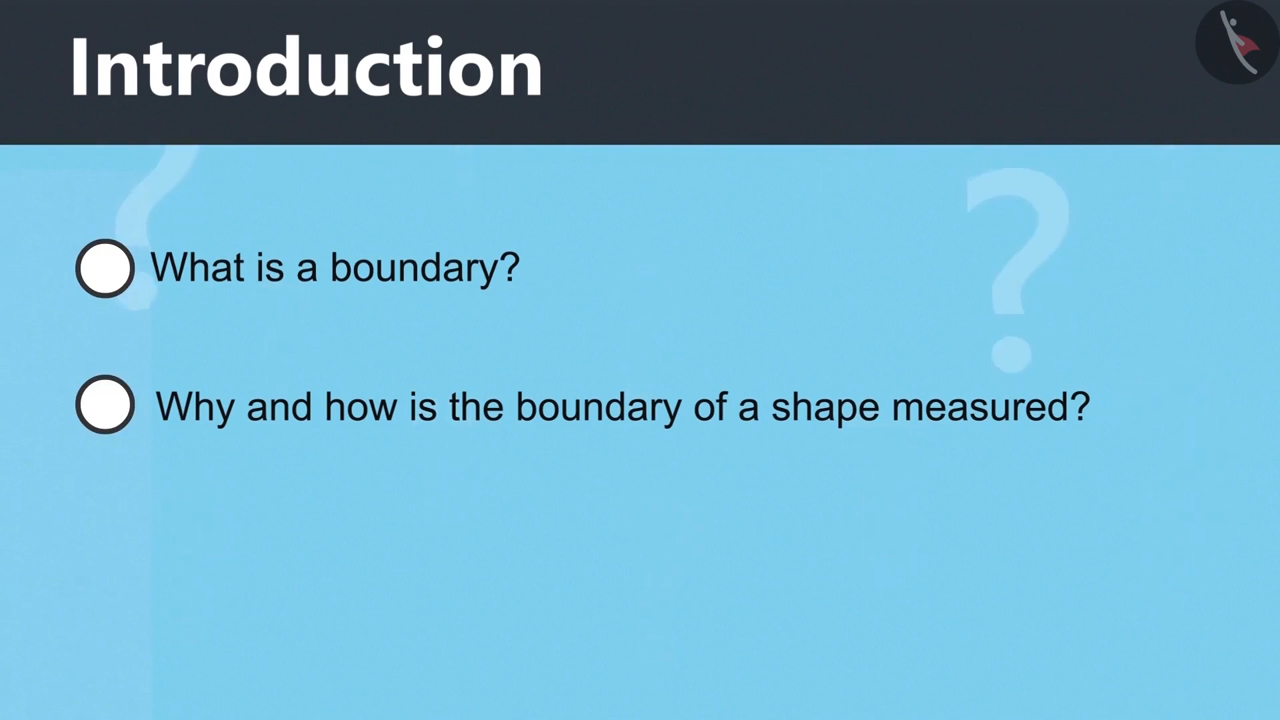 Introduction
What is a boundary?
Why and how is the boundary of a shape measured?